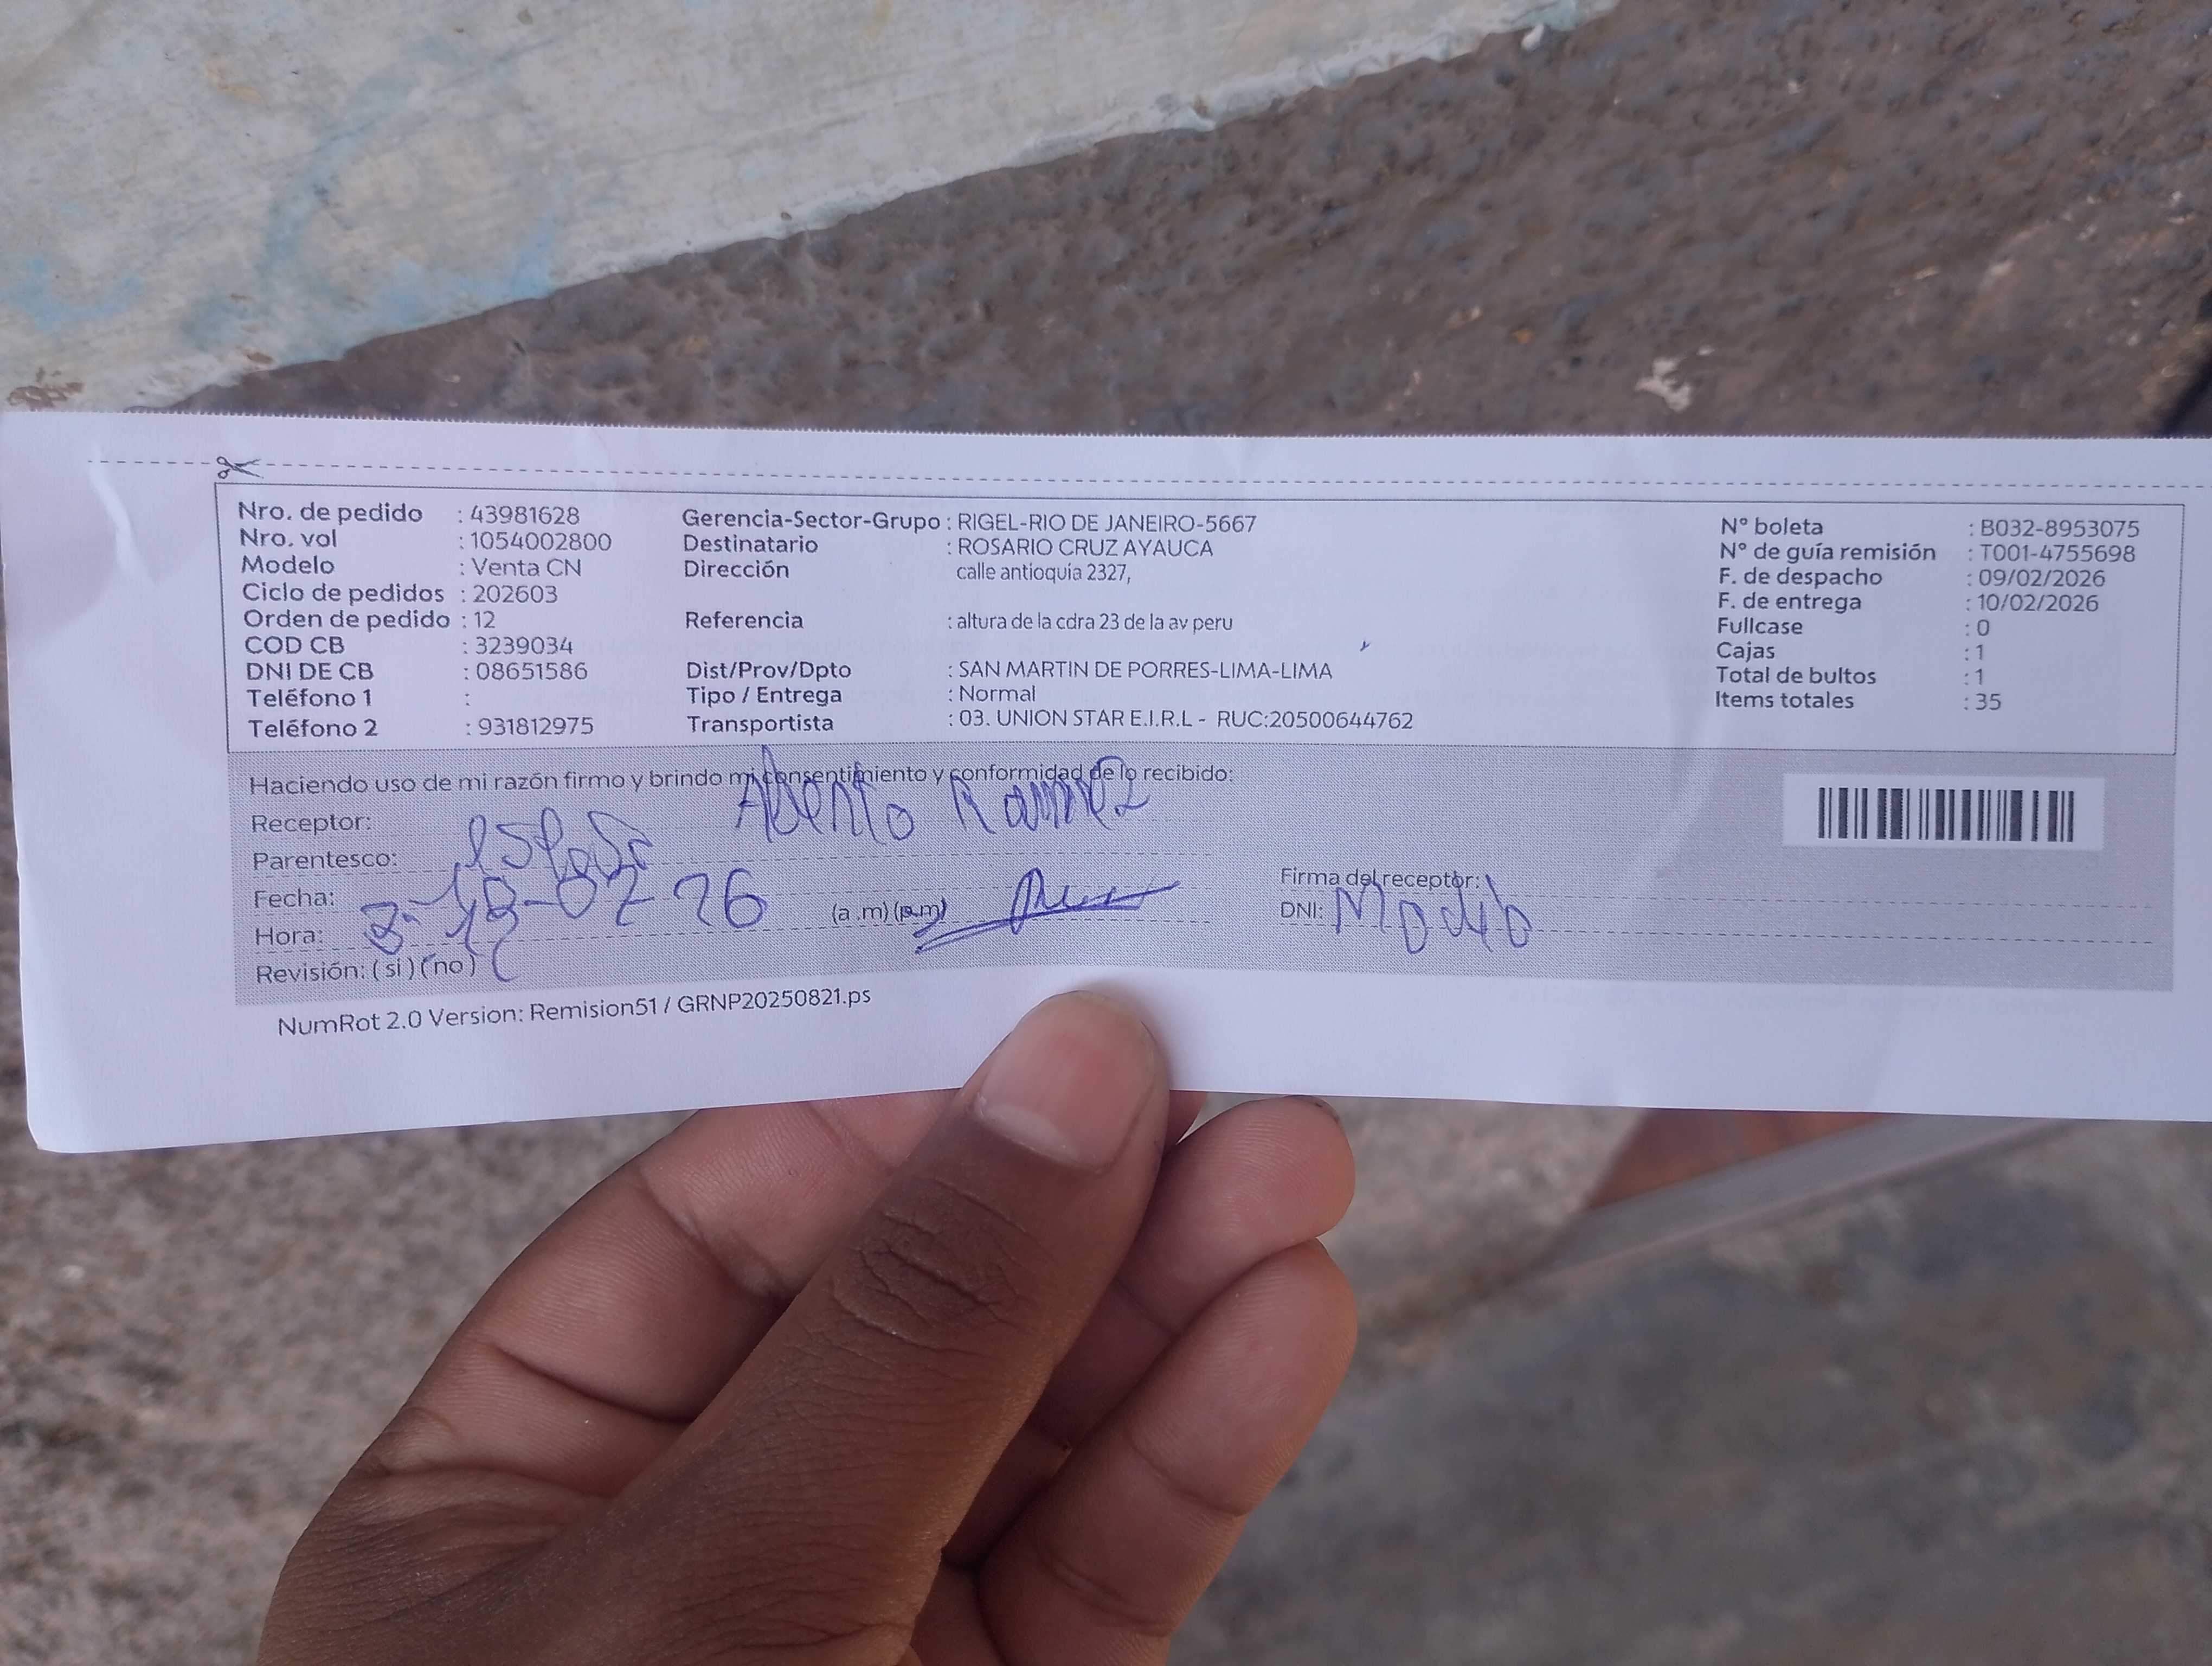 Nro. de pedido : 43981628
Nro. vol : 1054002800
Modelo : Venta CN
Ciclo de pedidos : 202603
Orden de pedido : 12
COD CB : 3239034
DNI DE CB : 08651586
Teléfono 1 :
Teléfono 2 : 931812975
Gerencia-Sector-Grupo : RIGEL-RIO DE JANEIRO-5667
Destinatario : ROSARIO CRUZ AYAUCA
Dirección calle antioquia 2327,
Referencia : altura de la cdra 23 de la av peru
Dist/Prov/Dpto : SAN MARTIN DE PORRES-LIMA-LIMA
Tipo / Entrega : Normal
Transportista : 03. UNION STAR E.I.R.L - RUC:20500644762
N° boleta : B032-8953075
N° de guía remisión : T001-4755698
F. de despacho : 09/02/2026
F. de entrega : 10/02/2026
Fullcase : 0
Cajas : 1
Total de bultos : 1
Items totales : 35
Haciendo uso de mi razón firmo y brindo mi consentimiento y conformidad de lo recibido:
Receptor: Ramirez
Parentesco:
Fecha: 02 26
Hora: (a .m) (p.m)
Revisión: ( si ) ( no )
Firma del receptor:
DNI:
NumRot 2.0 Version: Remision51 / GRNP20250821.ps